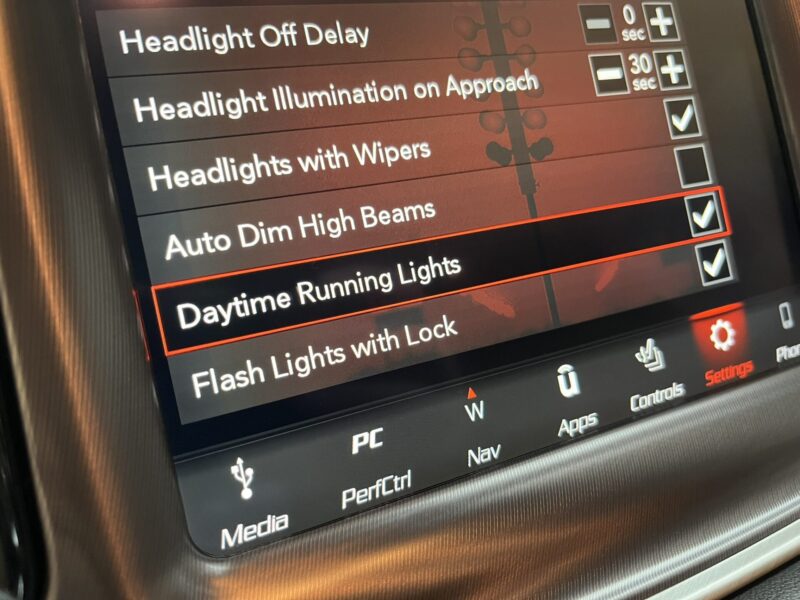 Headlight Off Delay
0
sec
Headlight Illumination on Approach
30
sec
Headlights with Wipers
Auto Dim High Beams
Daytime Running Lights
Flash Lights with Lock
Media
PC
PerfCtrl
W
Nav
Apps
Controls
Settings
Phon